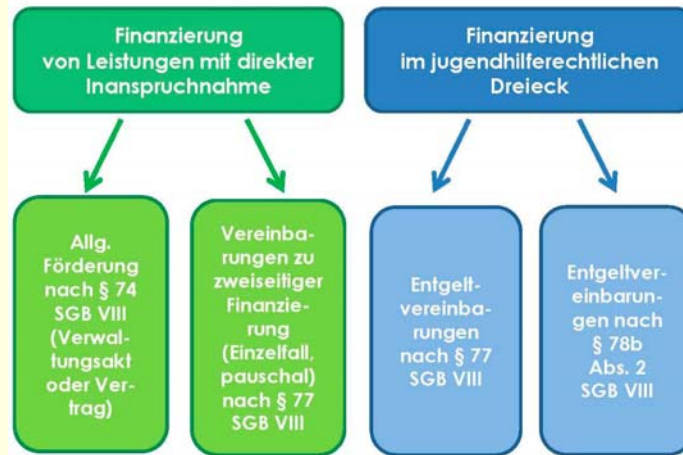 Finanzierung
von Leistungen mit direkter
Inanspruchnahme
Finanzierung
im jugendhilferechtlichen
Dreieck
Allg.
Förderung
nach § 74
SGB VIII
(Verwal-
tungsakt
oder Ver-
trag)
Vereinba-
rungen zu
zweiseitiger
Finanzie-
rung
(Einzelfall,
pauschal)
nach § 77
SGB VIII
Entgelt-
vereinba-
rungen
nach § 77
SGB VIII
Entgeltver-
einbarun-
gen nach
§ 78b
Abs. 2
SGB VIII